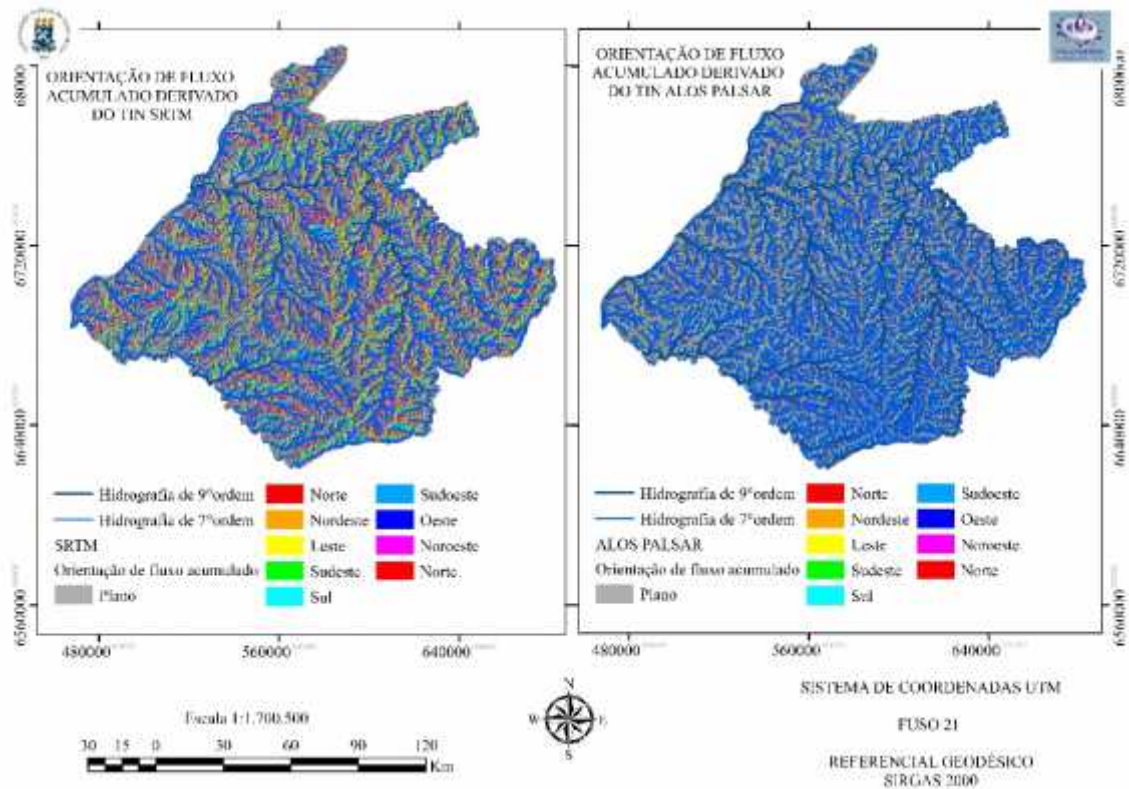 ORIENTAÇÃO DE FLUXO
ACUMULADO DERIVADO
DO TIN SRTM
6720000
6640000
6560000
Hidrografia de 9°ordem
Hidrografia de 7°ordem
SRTM
Orientação de fluxo acumulado
Plano
Norte
Nordeste
Leste
Sudeste
Sul
Sudoeste
Oeste
Noroeste
Norte
480000
560000
640000
ORIENTAÇÃO DE FLUXO
ACUMULADO DERIVADO
DO TIN ALOS PALSAR
6720000
6640000
6560000
Hidrografia de 9°ordem
Hidrografia de 7°ordem
ALOS PALSAR
Orientação de fluxo acumulado
Plano
Norte
Nordeste
Leste
Sudeste
Sul
Sudoeste
Oeste
Noroeste
Norte
480000
560000
640000
Escala 1:1.700.500
30 15 0 30 60 90 120
Km
N
W E
S
SISTEMA DE COORDENADAS UTM
FUSO 21
REFERENCIAL GEODÉSICO
SIRGAS 2000